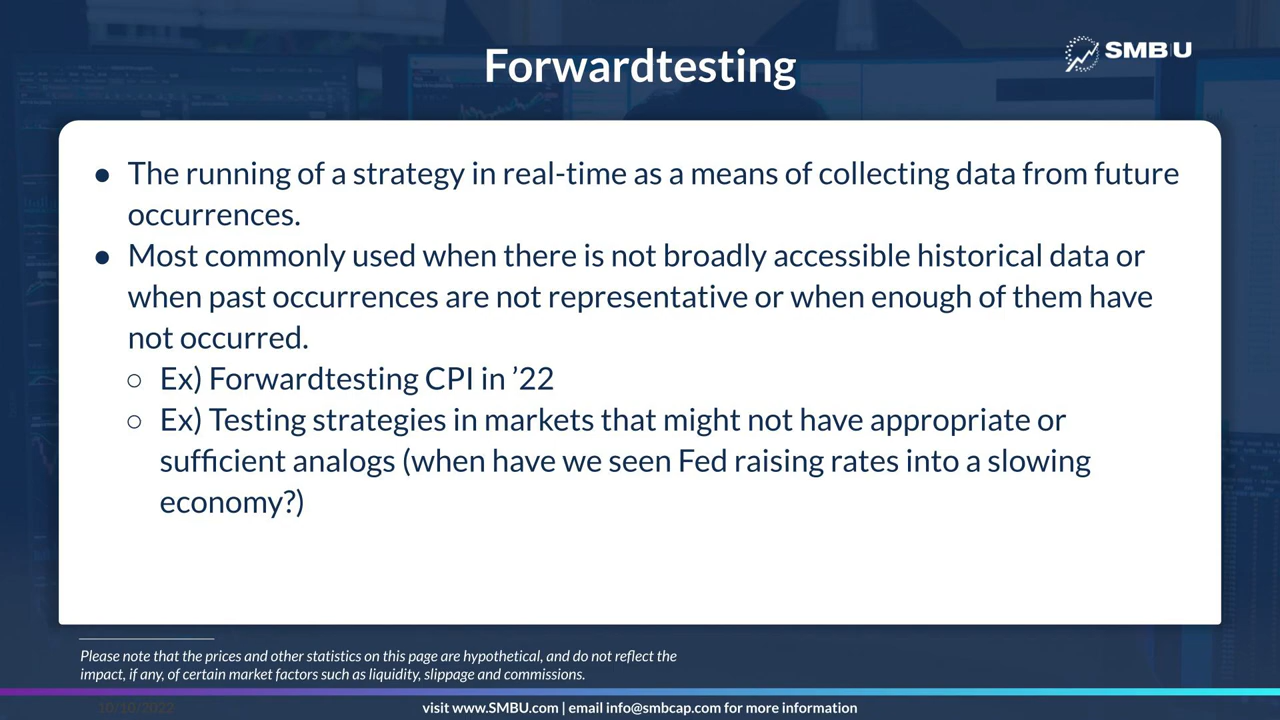 Forwardtesting
SMBU
● The running of a strategy in real-time as a means of collecting data from future
occurrences.
● Most commonly used when there is not broadly accessible historical data or
when past occurrences are not representative or when enough of them have
not occurred.
○ Ex) Forwardtesting CPI in ’22
○ Ex) Testing strategies in markets that might not have appropriate or
sufficient analogs (when have we seen Fed raising rates into a slowing
economy?)
Please note that the prices and other statistics on this page are hypothetical, and do not reflect the
impact, if any, of certain market factors such as liquidity, slippage and commissions.
10/10/2022
visit www.SMBU.com | email info@smbcap.com for more information